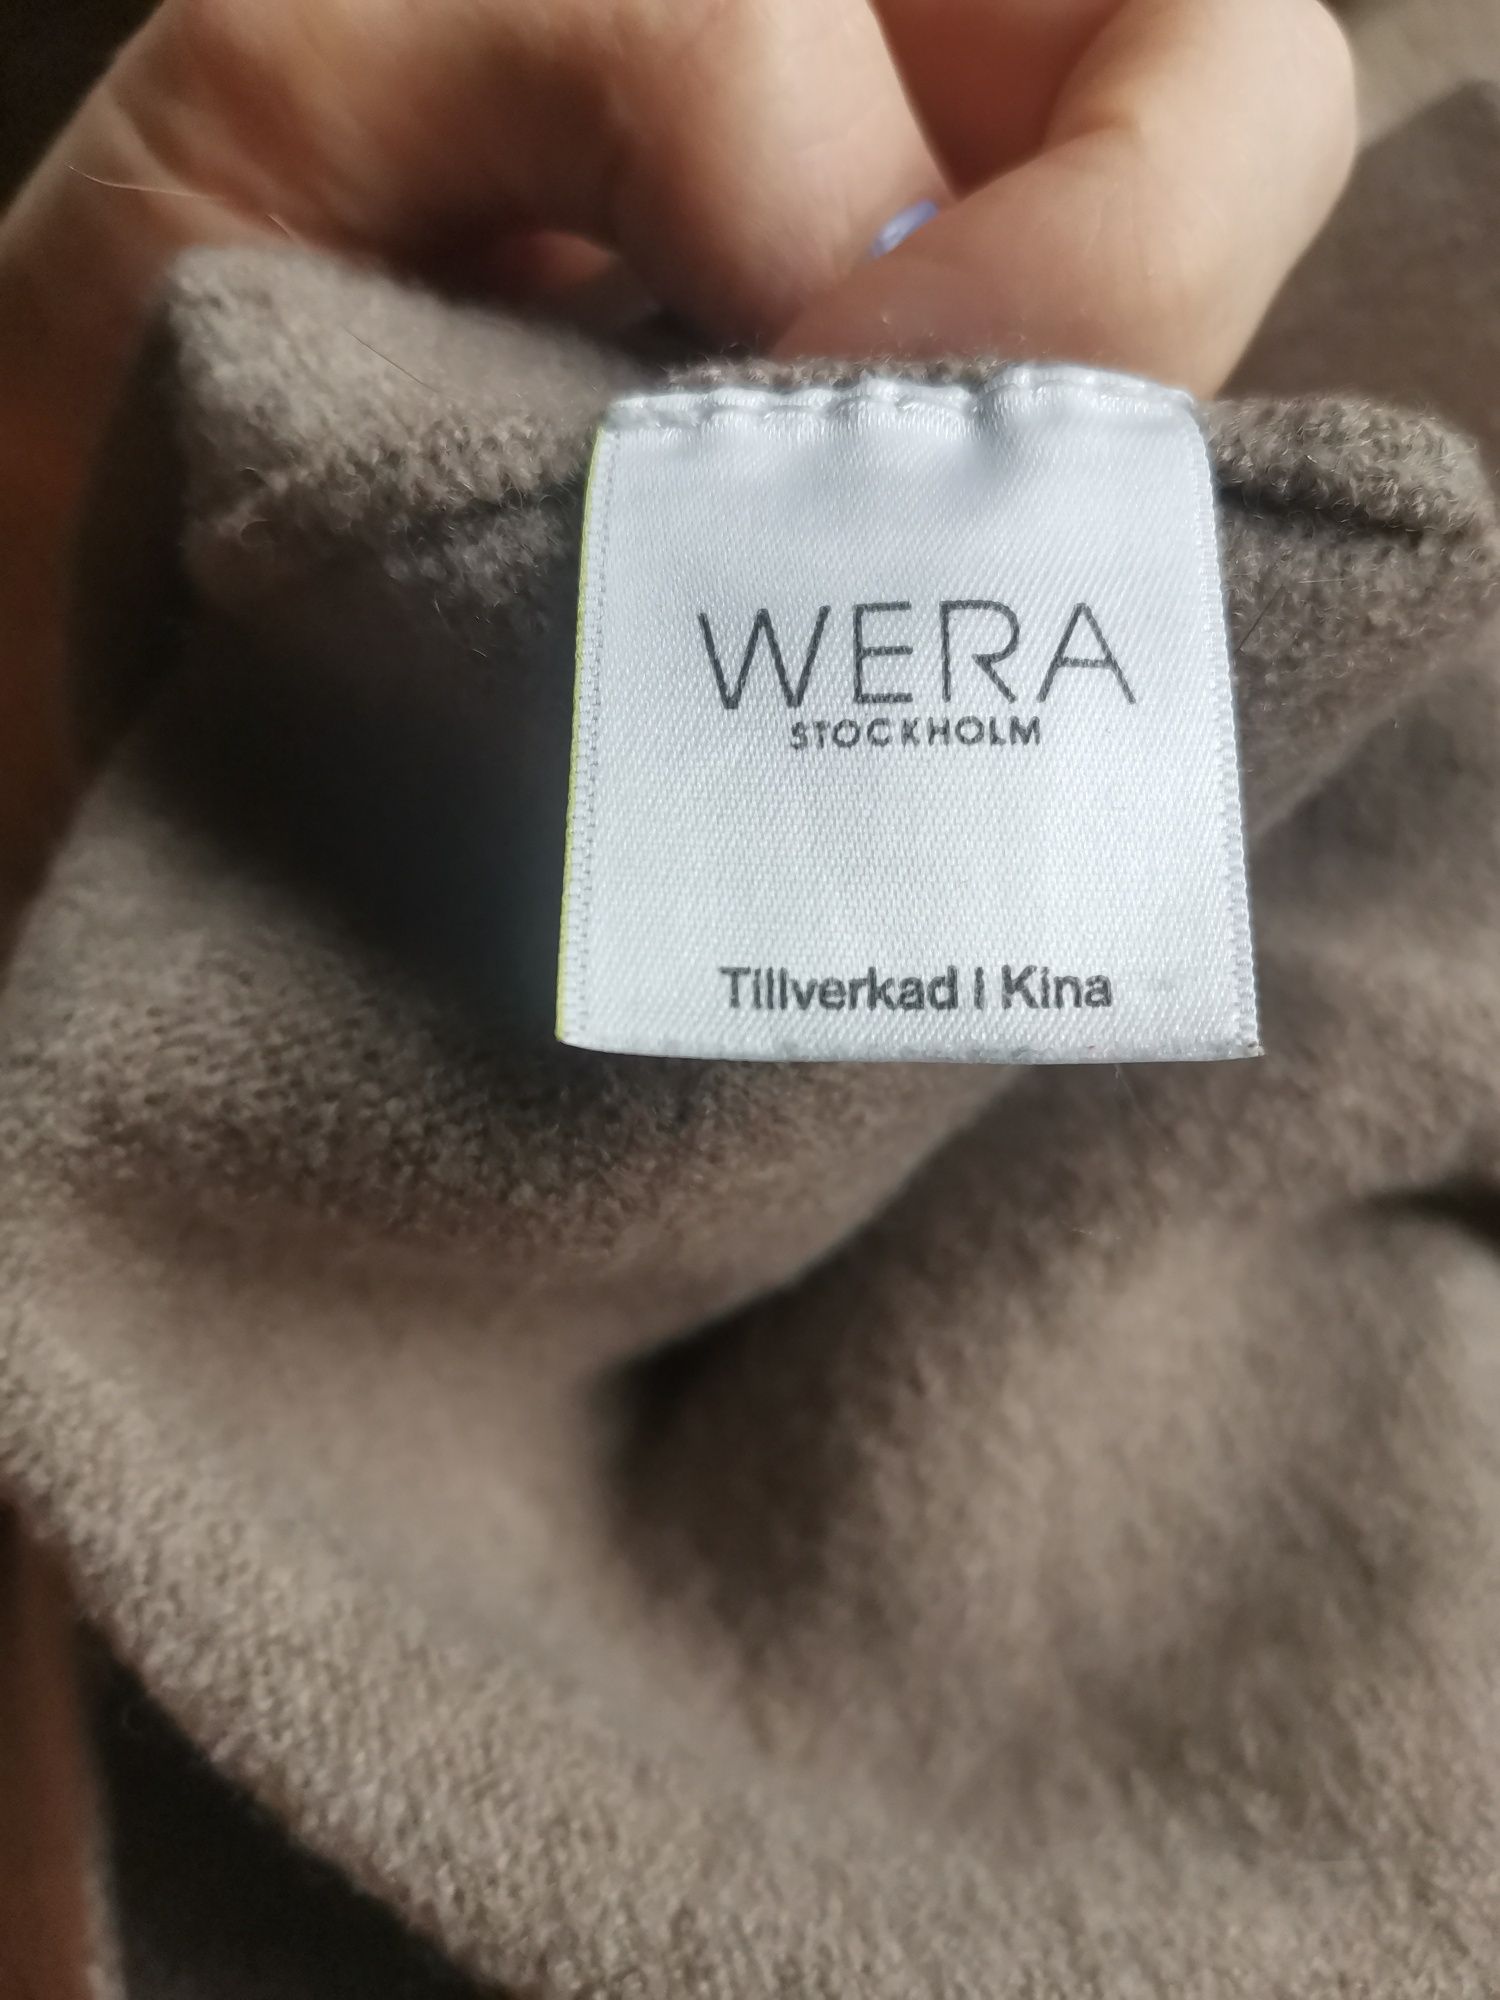 WERA
STOCKHOLM
Tillverkad I Kina